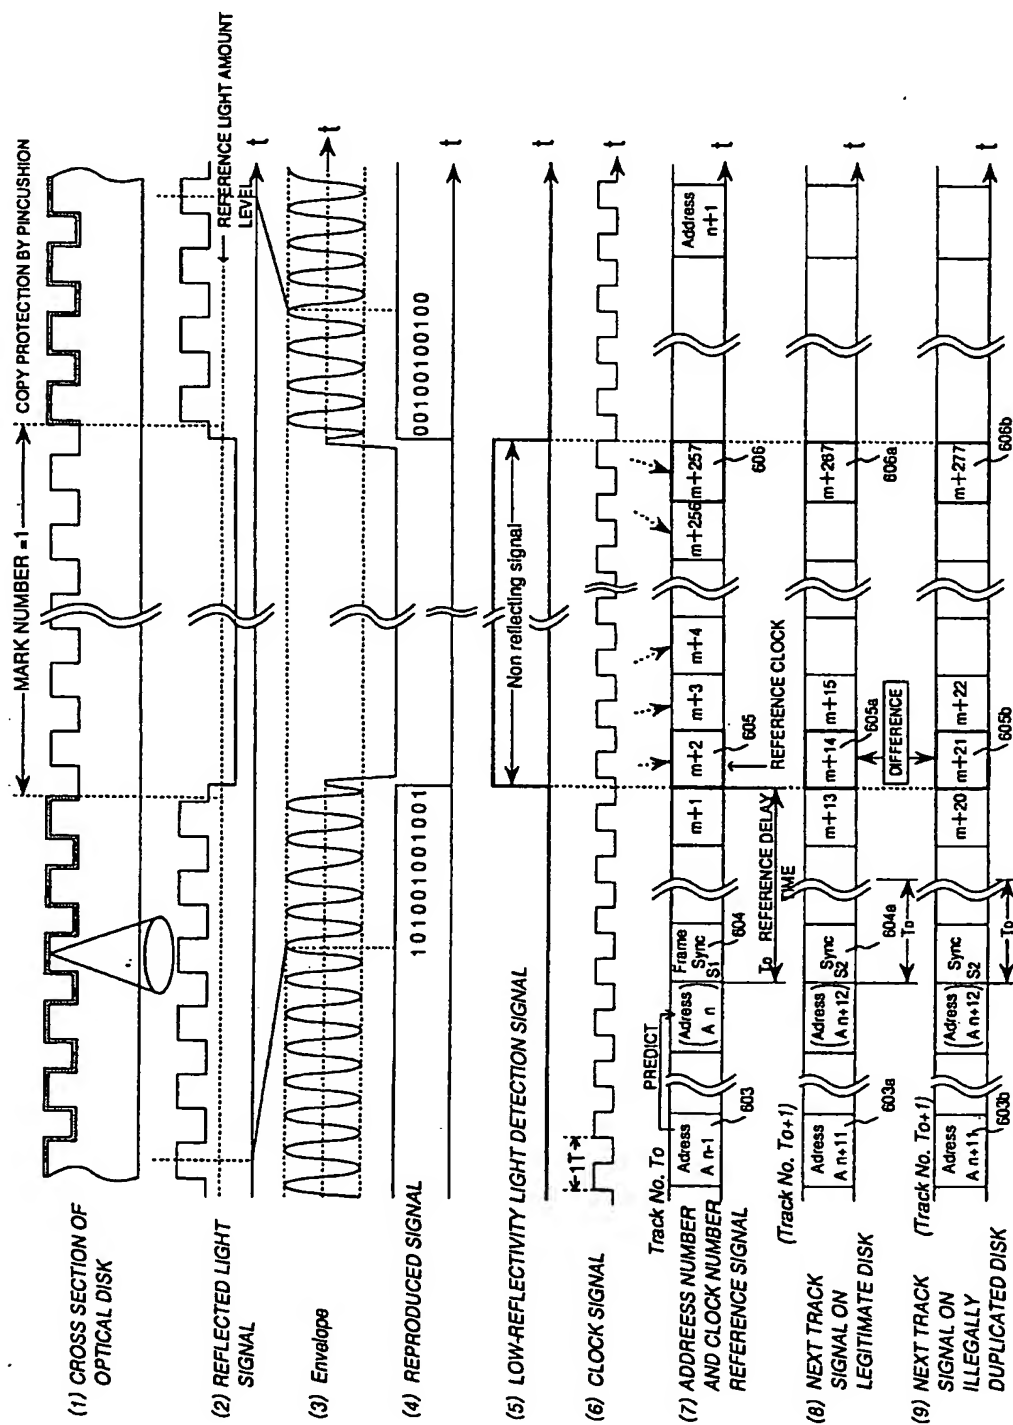 COPY PROTECTION BY PINCUSHION
MARK NUMBER =1
(1) CROSS SECTION OF
OPTICAL DISK
REFERENCE LIGHT AMOUNT
LEVEL
t
(2) REFLECTED LIGHT
SIGNAL
t
(3) Envelope
(4) REPRODUCED SIGNAL
101001001001
00100100100
t
(5) LOW-REFLECTIVITY LIGHT DETECTION SIGNAL
Non reflecting signal
t
(6) CLOCK SIGNAL
1T
t
Track No. To
PREDICT
(7) ADDREESS NUMBER
AND CLOCK NUMBER
REFERENCE SIGNAL
Adress
A n-1
603
(Adress
A n)
Frame
Sync
S1
604
m+1
m+2
605
m+3
m+4
m+256
m+257
606
Address
n+1
t
TD REFERENCE DELAY
TIME
REFERENCE CLOCK
(Track No. To+1)
(8) NEXT TRACK
SIGNAL ON
LEGITIMATE DISK
Adress
A n+11
603a
(Adress
A n+12)
Sync
S2
604a
m+13
m+14
605a
m+15
m+267
606a
t
TD
DIFFERENCE
(Track No. To+1)
(9) NEXT TRACK
SIGNAL ON
ILLEGALLY
DUPLICATED DISK
Adress
A n+11
603b
(Adress
A n+12)
Sync
S2
m+20
m+21
605b
m+22
m+277
606b
t
TD